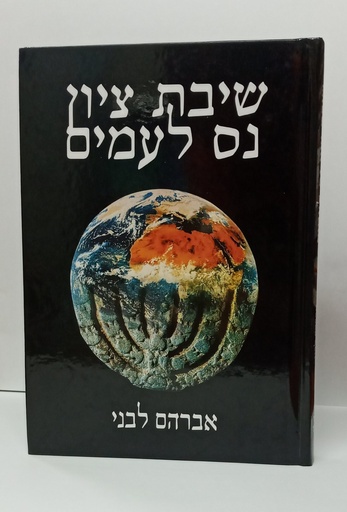 שיבת ציון
נס לעמים
אברהם לבני